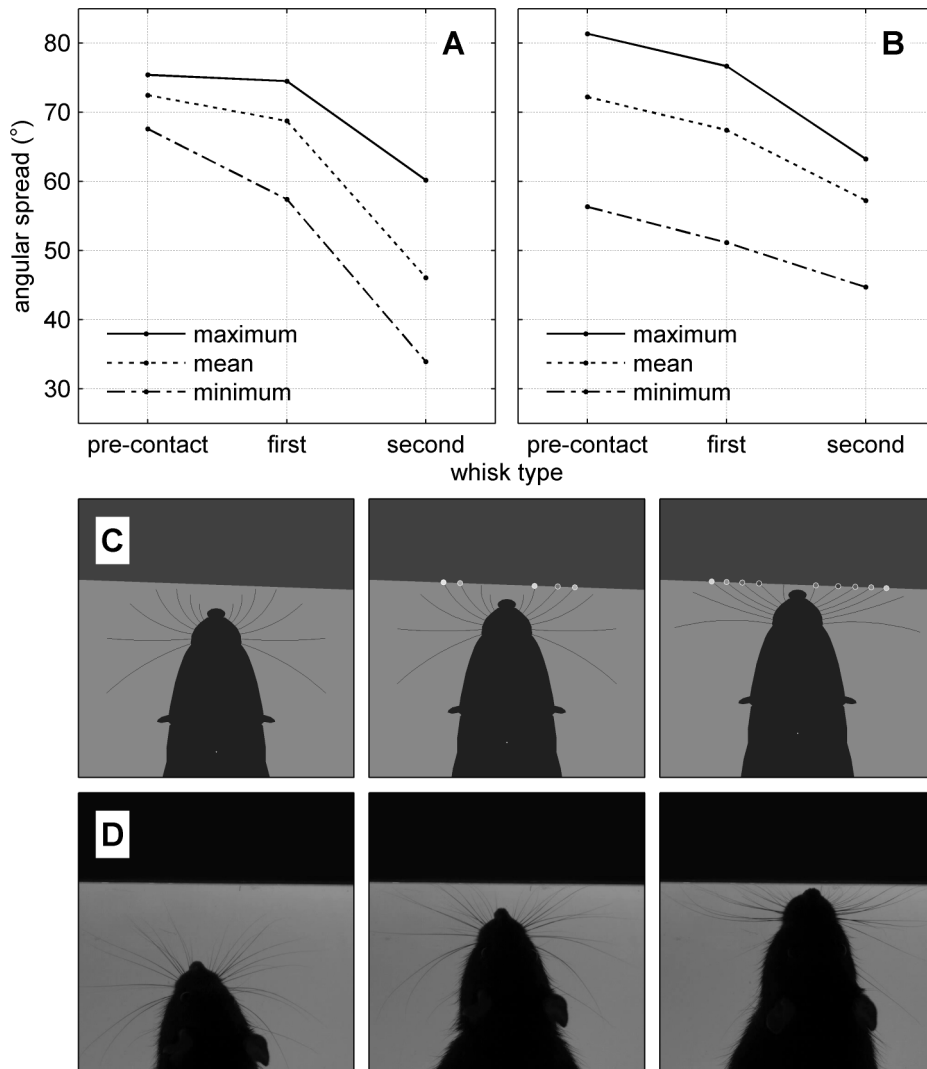 A
B
80
70
60
50
40
30
angular spread (°)
maximum
mean
minimum
maximum
mean
minimum
pre-contact
first
second
pre-contact
first
second
whisk type
C
D